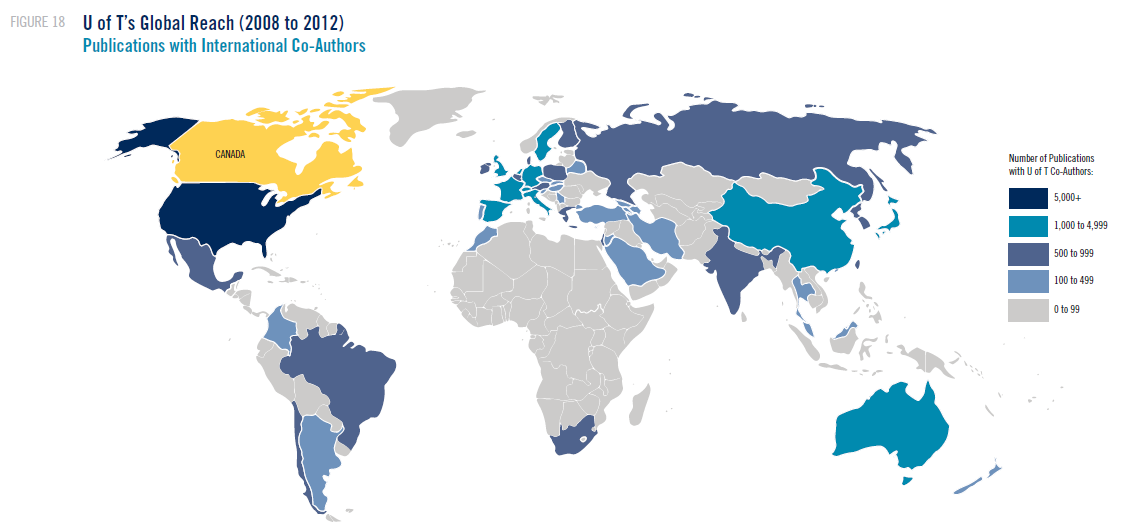 FIGURE 18 U of T's Global Reach (2008 to 2012)
Publications with International Co-Authors
CANADA
Number of Publications
with U of T Co-Authors:
5,000+
1,000 to 4,999
500 to 999
100 to 499
0 to 99